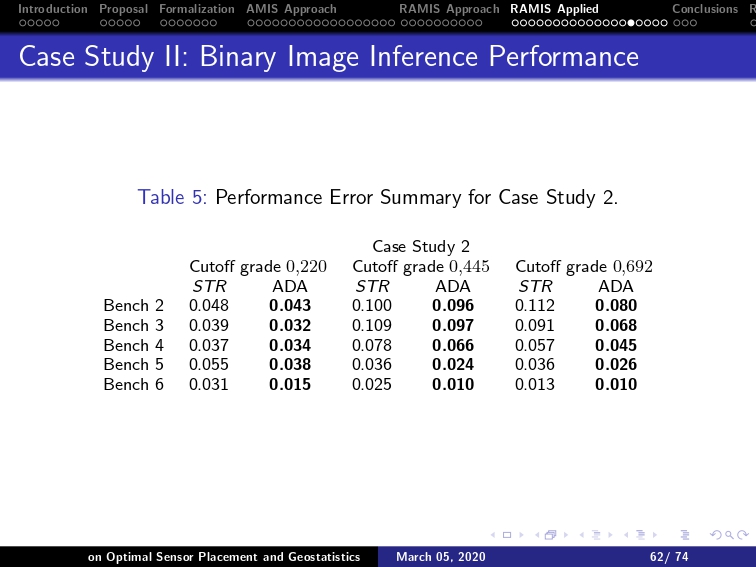 Introduction Proposal Formalization AMIS Approach RAMIS Approach RAMIS Applied Conclusions R
Case Study II: Binary Image Inference Performance
Table 5: Performance Error Summary for Case Study 2.
Case Study 2
Cutoff grade 0,220 Cutoff grade 0,445 Cutoff grade 0,692
STR ADA STR ADA STR ADA
Bench 2 0.048 0.043 0.100 0.096 0.112 0.080
Bench 3 0.039 0.032 0.109 0.097 0.091 0.068
Bench 4 0.037 0.034 0.078 0.066 0.057 0.045
Bench 5 0.055 0.038 0.036 0.024 0.036 0.026
Bench 6 0.031 0.015 0.025 0.010 0.013 0.010
on Optimal Sensor Placement and Geostatistics March 05, 2020 62/ 74